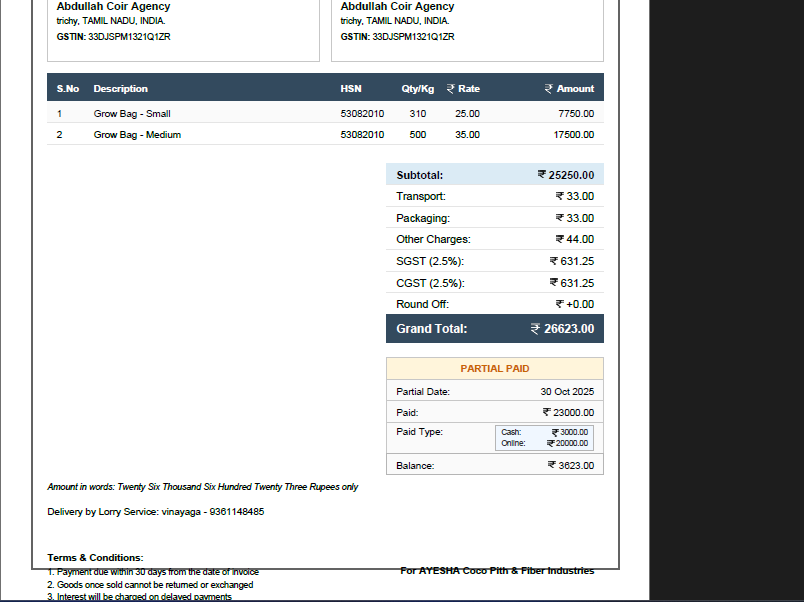 Abdullah Coir Agency
trichy, TAMIL NADU, INDIA.
GSTIN: 33DJSPM1321Q1ZR
Abdullah Coir Agency
trichy, TAMIL NADU, INDIA.
GSTIN: 33DJSPM1321Q1ZR
S.No Description HSN Qty/Kg ₹ Rate ₹ Amount
1 Grow Bag - Small 53082010 310 25.00 7750.00
2 Grow Bag - Medium 53082010 500 35.00 17500.00
Subtotal: ₹ 25250.00
Transport: ₹ 33.00
Packaging: ₹ 33.00
Other Charges: ₹ 44.00
SGST (2.5%): ₹ 631.25
CGST (2.5%): ₹ 631.25
Round Off: ₹ +0.00
Grand Total: ₹ 26623.00
PARTIAL PAID
Partial Date: 30 Oct 2025
Paid: ₹ 23000.00
Paid Type: Cash: ₹ 3000.00
Online: ₹ 20000.00
Balance: ₹ 3623.00
Amount in words: Twenty Six Thousand Six Hundred Twenty Three Rupees only
Delivery by Lorry Service: vinayaga - 9361148485
Terms & Conditions:
1. Payment due within 30 days from the date of invoice
For AYESHA Coco Pith & Fiber Industries
2. Goods once sold cannot be returned or exchanged
3. Interest will be charged on delayed payments